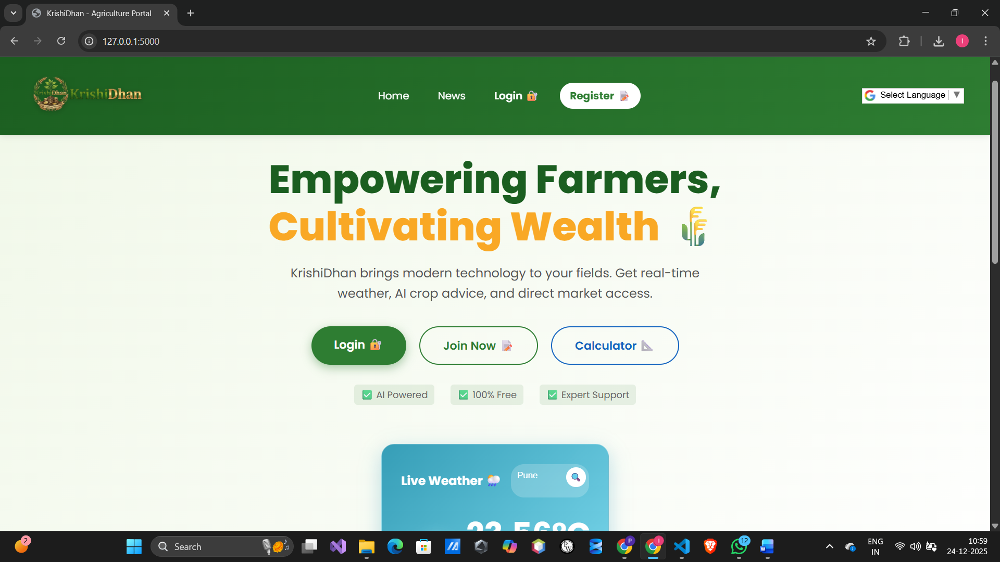 KrishiDhan - Agriculture Portal
127.0.0.1:5000
I
KrishiDhan
KrishiDhan
Home
News
Login
Register
Select Language
Empowering Farmers,
Cultivating Wealth
KrishiDhan brings modern technology to your fields. Get real-time
weather, AI crop advice, and direct market access.
Login
Join Now
Calculator
AI Powered
100% Free
Expert Support
Live Weather
Pune
2
Search
P
I
12
W
ENG
IN
10:59
24-12-2025